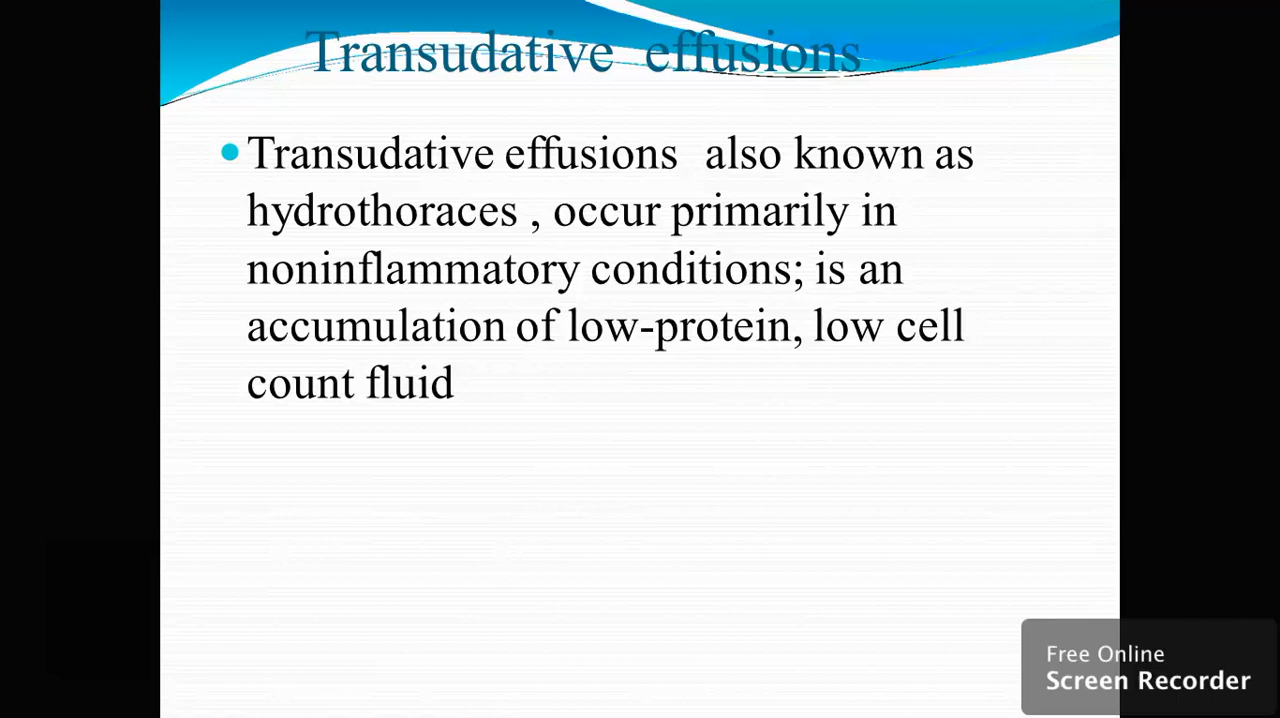 Transudative effusions
Transudative effusions also known as
hydrothoraces , occur primarily in
noninflammatory conditions; is an
accumulation of low-protein, low cell
count fluid
Free Online
Screen Recorder